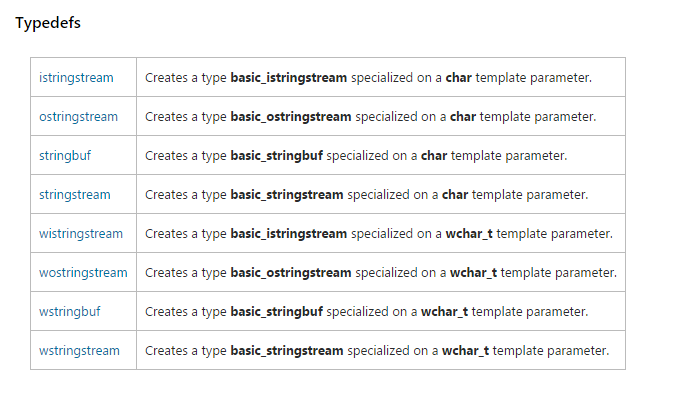 Typedefs
istringstream Creates a type basic_istringstream specialized on a char template parameter.
ostringstream Creates a type basic_ostringstream specialized on a char template parameter.
stringbuf Creates a type basic_stringbuf specialized on a char template parameter.
stringstream Creates a type basic_stringstream specialized on a char template parameter.
wistringstream Creates a type basic_istringstream specialized on a wchar_t template parameter.
wostringstream Creates a type basic_ostringstream specialized on a wchar_t template parameter.
wstringbuf Creates a type basic_stringbuf specialized on a wchar_t template parameter.
wstringstream Creates a type basic_stringstream specialized on a wchar_t template parameter.